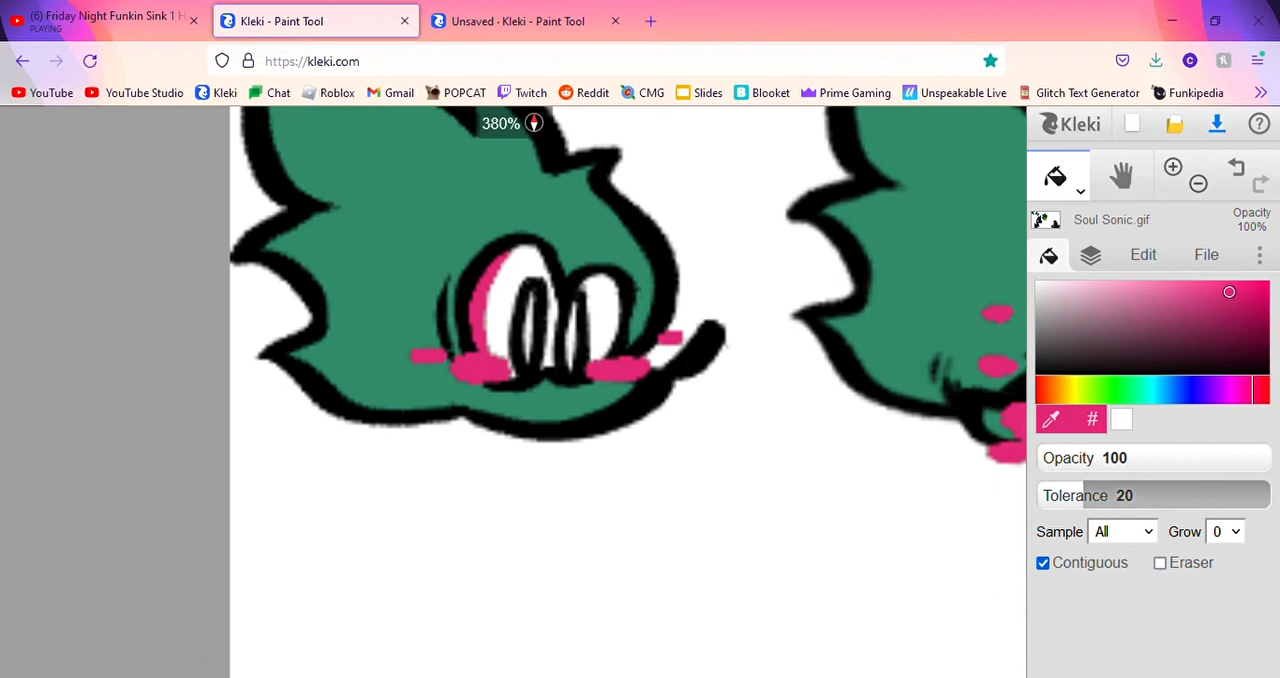 (6) Friday Night Funkin Sink 1 H
PLAYING
Kleki - Paint Tool
Unsaved · Kleki - Paint Tool
https://kleki.com
YouTube YouTube Studio Kleki Chat Roblox Gmail POPCAT Twitch Reddit CMG Slides Blooket Prime Gaming Unspeakable Live Glitch Text Generator Funkipedia
380%
Kleki
Soul Sonic.gif
Opacity
100%
Edit File
#
Opacity 100
Tolerance 20
Sample All Grow 0
Contiguous Eraser